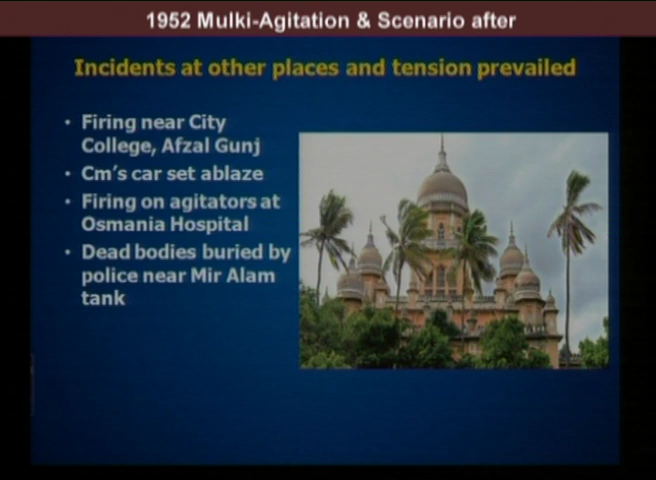 1952 Mulki-Agitation & Scenario after
Incidents at other places and tension prevailed
• Firing near City
College, Afzal Gunj
• Cm's car set ablaze
• Firing on agitators at
Osmania Hospital
• Dead bodies buried by
police near Mir Alam
tank